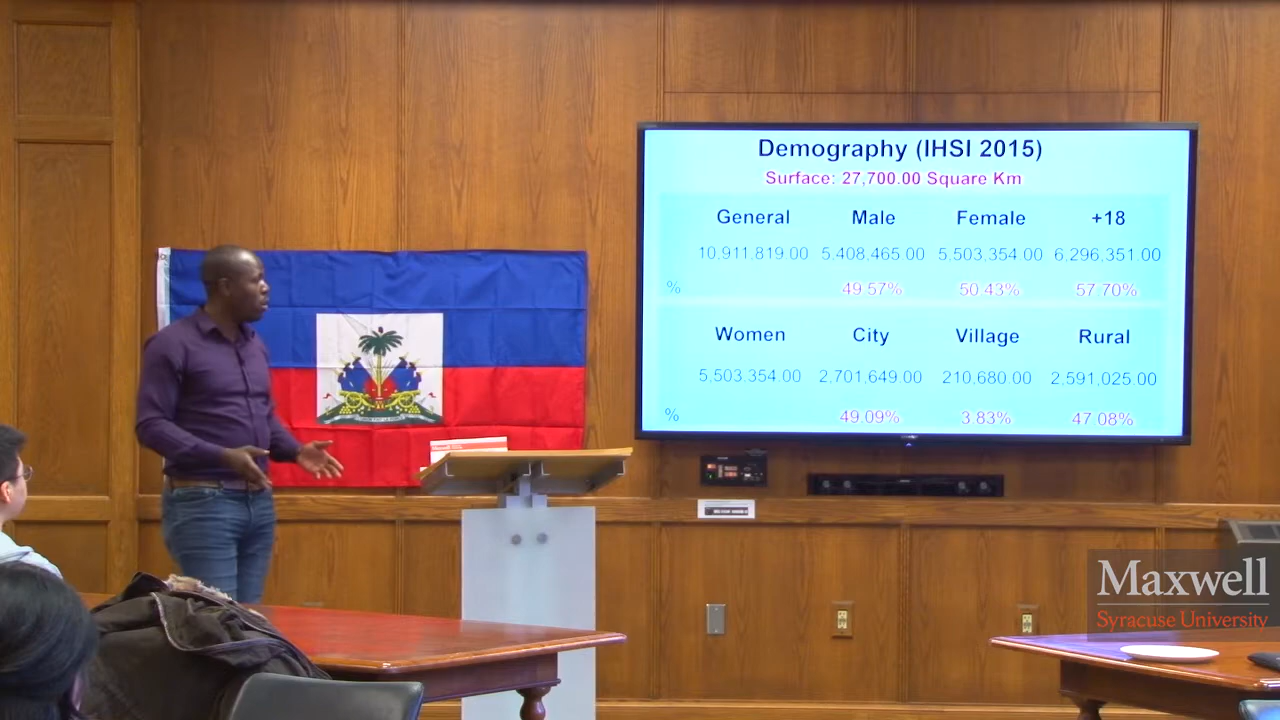 Demography (IHSI 2015)
Surface: 27,700.00 Square Km
General Male Female +18
10,911,819.00 5,408,465.00 5,503,354.00 6,296,351.00
% 49.57% 50.43% 57.70%
Women City Village Rural
5,503,354.00 2,701,649.00 210,680.00 2,591,025.00
% 49.09% 3.83% 47.08%
Maxwell
Syracuse University